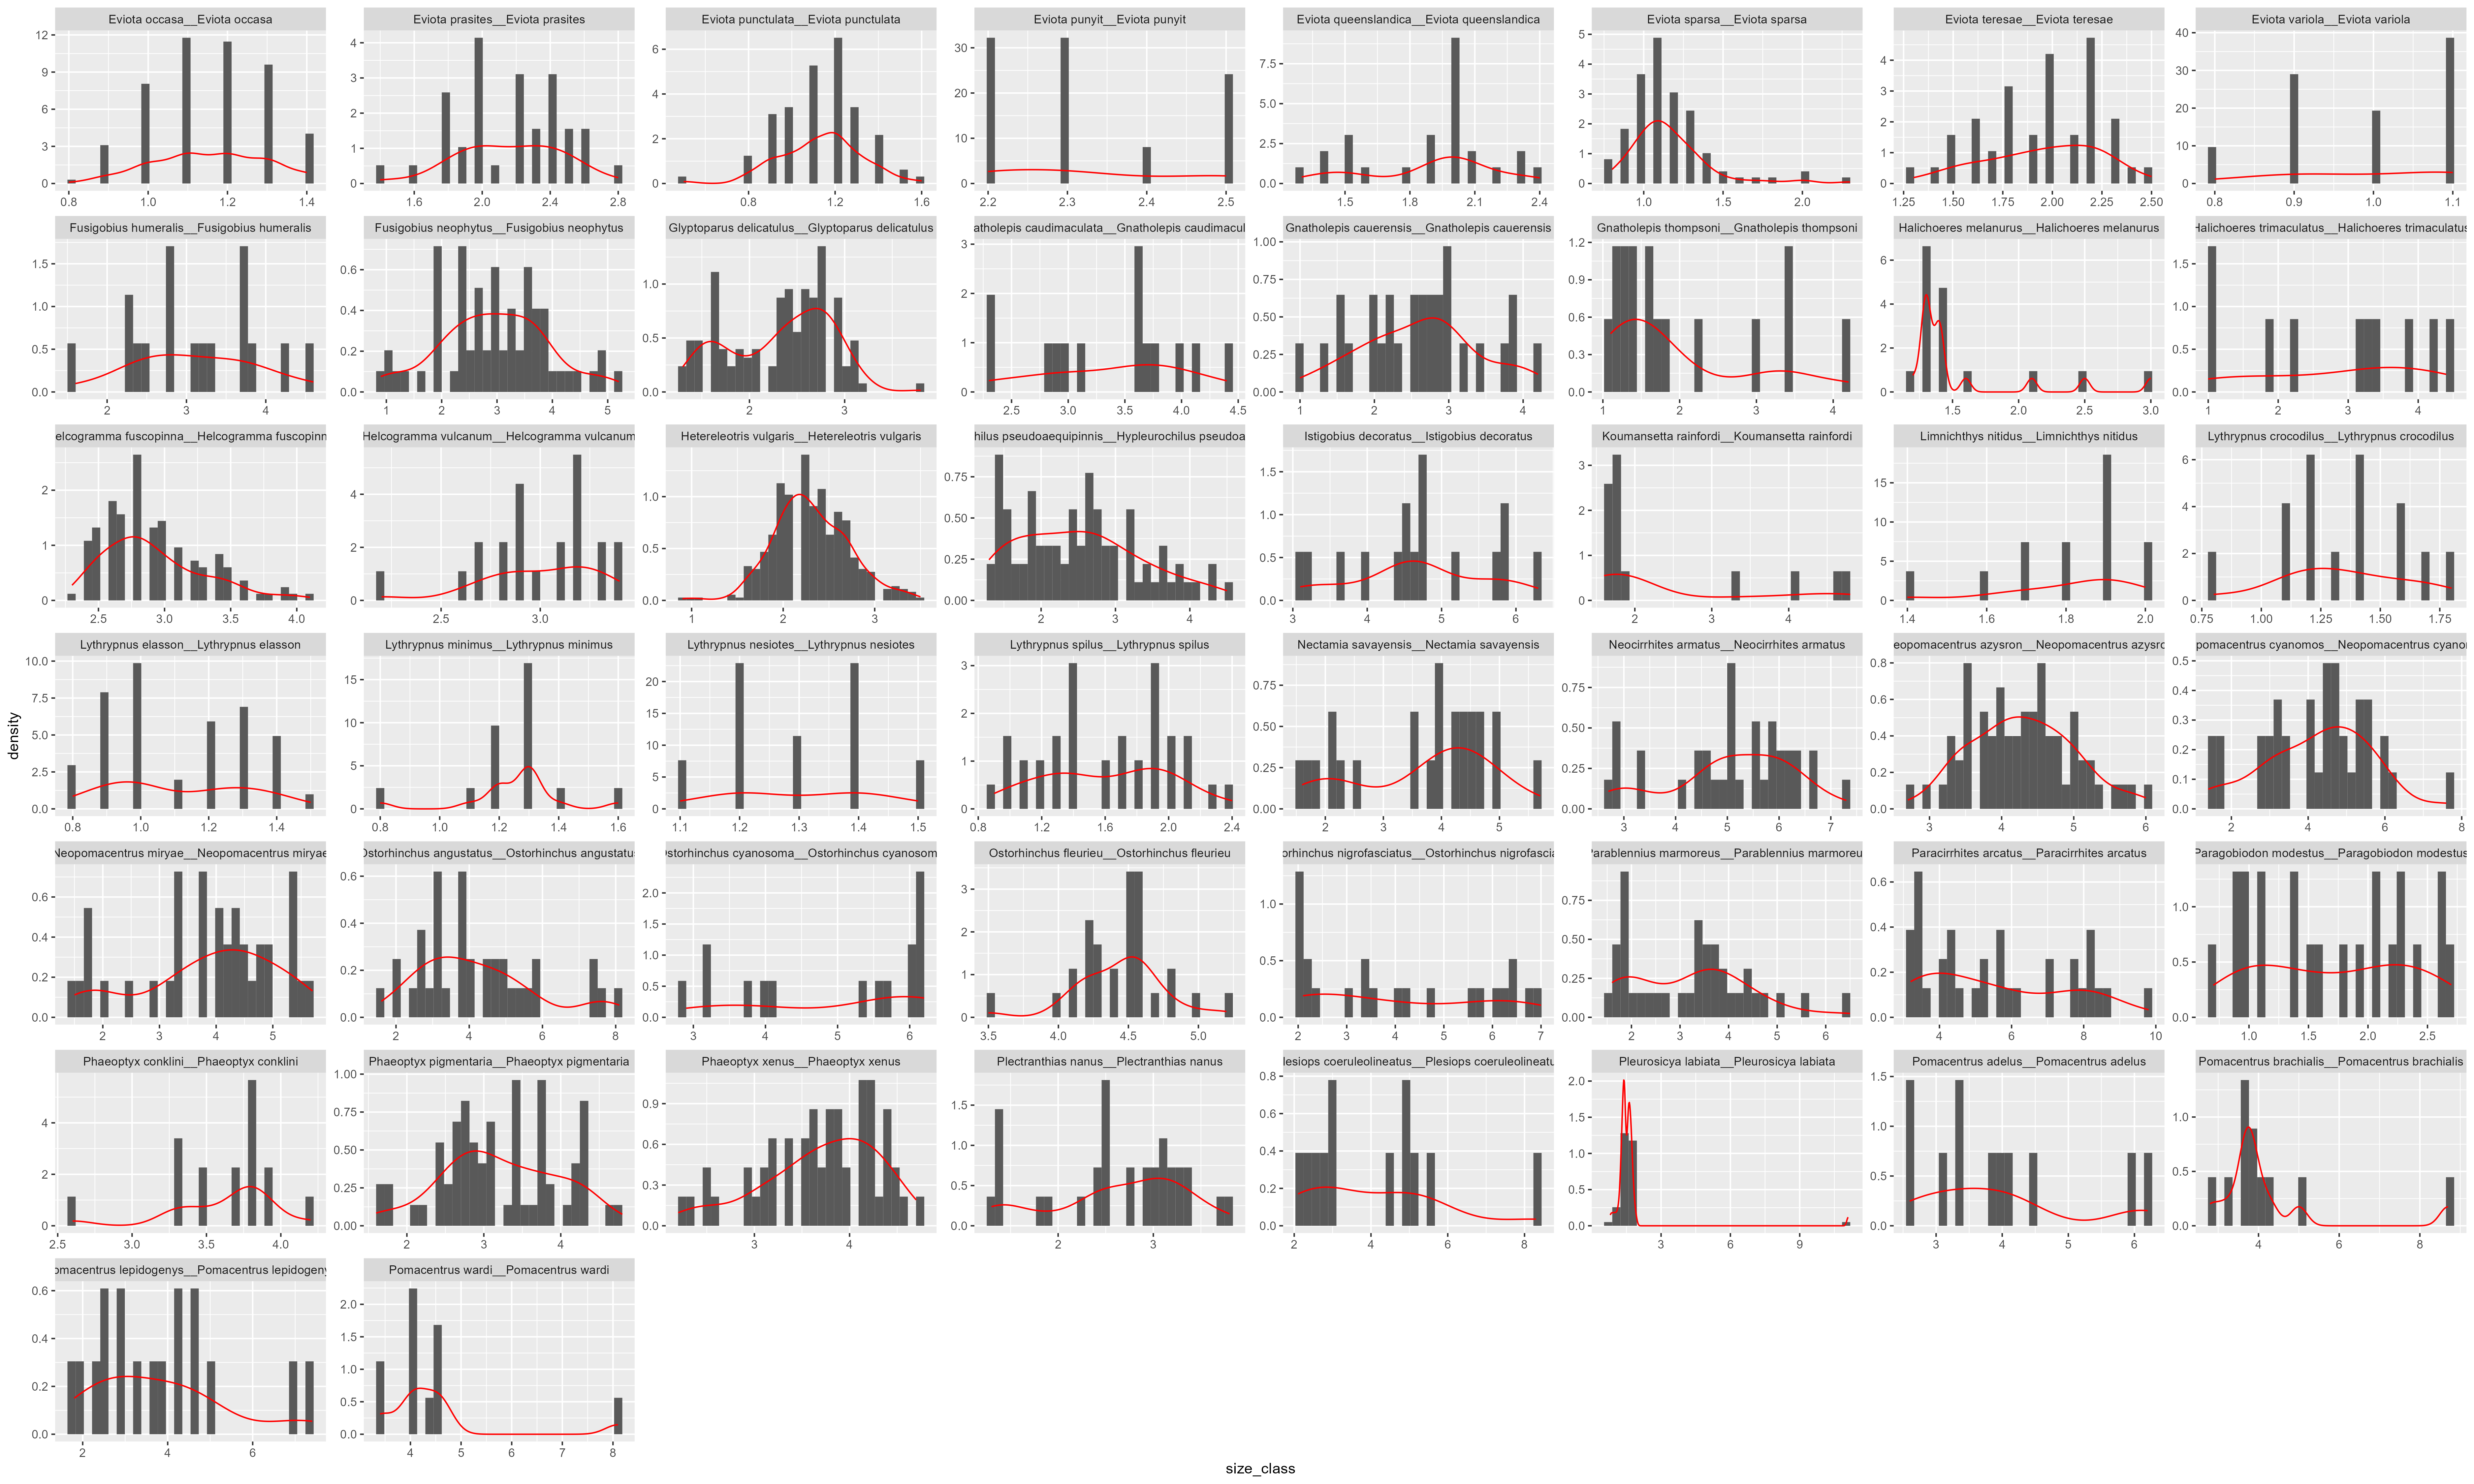 Eviota occasa__Eviota occasa
Eviota prasites__Eviota prasites
Eviota punctulata__Eviota punctulata
Eviota punyit__Eviota punyit
Eviota queenslandica__Eviota queenslandica
Eviota sparsa__Eviota sparsa
Eviota teresae__Eviota teresae
Eviota variola__Eviota variola
Fusigobius humeralis__Fusigobius humeralis
Fusigobius neophytus__Fusigobius neophytus
Glyptoparus delicatulus__Glyptoparus delicatulus
atholepis caudimaculata__Gnatholepis caudimacul
Gnatholepis cauerensis__Gnatholepis cauerensis
Gnatholepis thompsoni__Gnatholepis thompsoni
Halichoeres melanurus__Halichoeres melanurus
Halichoeres trimaculatus__Halichoeres trimaculatus
elcogramma fuscopinna__Helcogramma fuscopinn
Helcogramma vulcanum__Helcogramma vulcanum
Hetereleotris vulgaris__Hetereleotris vulgaris
hilus pseudoaequipinnis__Hypleurochilus pseudoa
Istigobius decoratus__Istigobius decoratus
Koumansetta rainfordi__Koumansetta rainfordi
Limnichthys nitidus__Limnichthys nitidus
Lythrypnus crocodilus__Lythrypnus crocodilus
Lythrypnus elasson__Lythrypnus elasson
Lythrypnus minimus__Lythrypnus minimus
Lythrypnus nesiotes__Lythrypnus nesiotes
Lythrypnus spilus__Lythrypnus spilus
Nectamia savayensis__Nectamia savayensis
Neocirrhites armatus__Neocirrhites armatus
eopomacentrus azysron__Neopomacentrus azysro
pomacentrus cyanomos__Neopomacentrus cyanom
Neopomacentrus miryae__Neopomacentrus miryae
Ostorhinchus angustatus__Ostorhinchus angustatus
Ostorhinchus cyanosoma__Ostorhinchus cyanosom
Ostorhinchus fleurieu__Ostorhinchus fleurieu
orhinchus nigrofasciatus__Ostorhinchus nigrofascia
Parablennius marmoreus__Parablennius marmoreu
Paracirrhites arcatus__Paracirrhites arcatus
Paragobiodon modestus__Paragobiodon modestus
Phaeoptyx conklini__Phaeoptyx conklini
Phaeoptyx pigmentaria__Phaeoptyx pigmentaria
Phaeoptyx xenus__Phaeoptyx xenus
Plectranthias nanus__Plectranthias nanus
lesiops coeruleolineatus__Plesiops coeruleolineatu
Pleurosicya labiata__Pleurosicya labiata
Pomacentrus adelus__Pomacentrus adelus
Pomacentrus brachialis__Pomacentrus brachialis
omacentrus lepidogenys__Pomacentrus lepidogeny
Pomacentrus wardi__Pomacentrus wardi
density
size_class